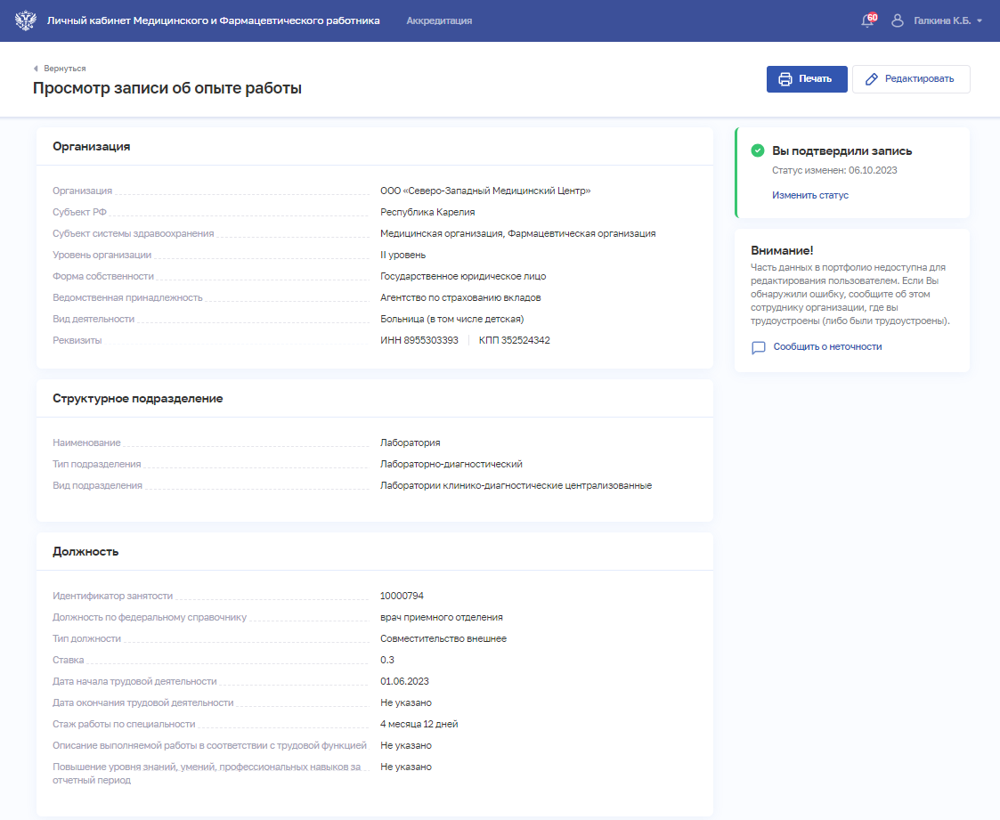 Личный кабинет Медицинского и Фармацевтического работника
Аккредитация
60
Галкина К.Б.
Вернуться
Просмотр записи об опыте работы
Печать
Редактировать
Организация
Организация ООО «Северо-Западный Медицинский Центр»
Субъект РФ Республика Карелия
Субъект системы здравоохранения Медицинская организация, Фармацевтическая организация
Уровень организации II уровень
Форма собственности Государственное юридическое лицо
Ведомственная принадлежность Агентство по страхованию вкладов
Вид деятельности Больница (в том числе детская)
Реквизиты ИНН 8955303393 КПП 352524342
Структурное подразделение
Наименование Лаборатория
Тип подразделения Лабораторно-диагностический
Вид подразделения Лаборатории клинико-диагностические централизованные
Должность
Идентификатор занятости 10000794
Должность по федеральному справочнику врач приемного отделения
Тип должности Совместительство внешнее
Ставка 0.3
Дата начала трудовой деятельности 01.06.2023
Дата окончания трудовой деятельности Не указано
Стаж работы по специальности 4 месяца 12 дней
Описание выполняемой работы в соответствии с трудовой функцией Не указано
Повышение уровня знаний, умений, профессиональных навыков за Не указано
отчетный период
Вы подтвердили запись
Статус изменен: 06.10.2023
Изменить статус
Внимание!
Часть данных в портфолио недоступна для
редактирования пользователем. Если Вы
обнаружили ошибку, сообщите об этом
сотруднику организации, где вы
трудоустроены (либо были трудоустроены).
Сообщить о неточности